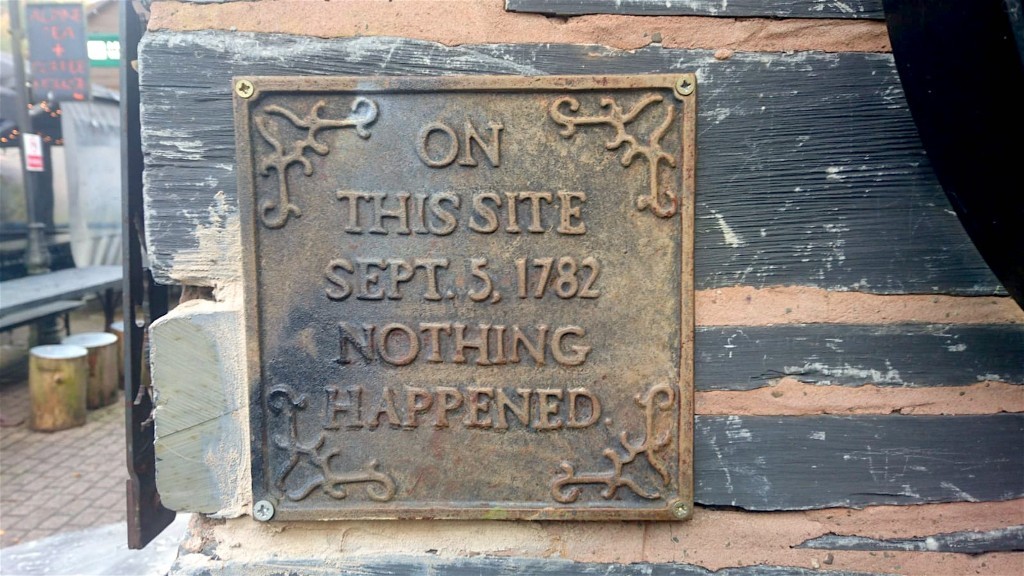 ON
THIS SITE
SEPT. 5, 1782
NOTHING
HAPPENED.